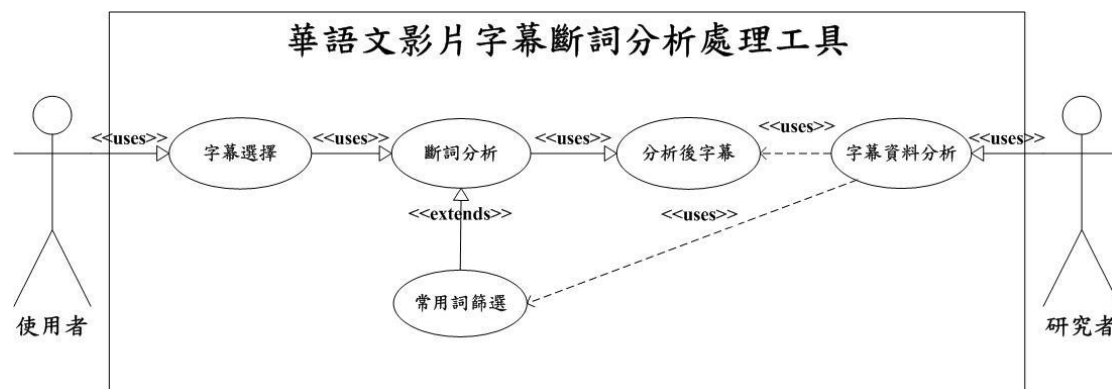 華語文影片字幕斷詞分析處理工具
<<uses>>
<<uses>>
<<uses>>
<<uses>>
<<uses>>
字幕選擇
斷詞分析
分析後字幕
字幕資料分析
<<extends>>
<<uses>>
常用詞篩選
使用者
研究者